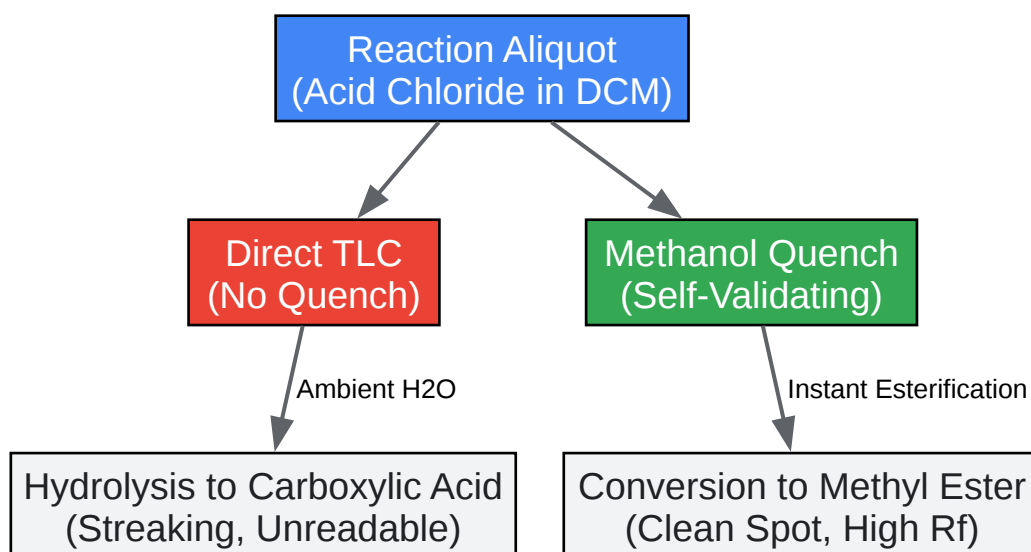 Reaction Aliquot
(Acid Chloride in DCM)
Direct TLC
(No Quench)
Methanol Quench
(Self-Validating)
Ambient H2O
Instant Esterification
Hydrolysis to Carboxylic Acid
(Streaking, Unreadable)
Conversion to Methyl Ester
(Clean Spot, High Rf)